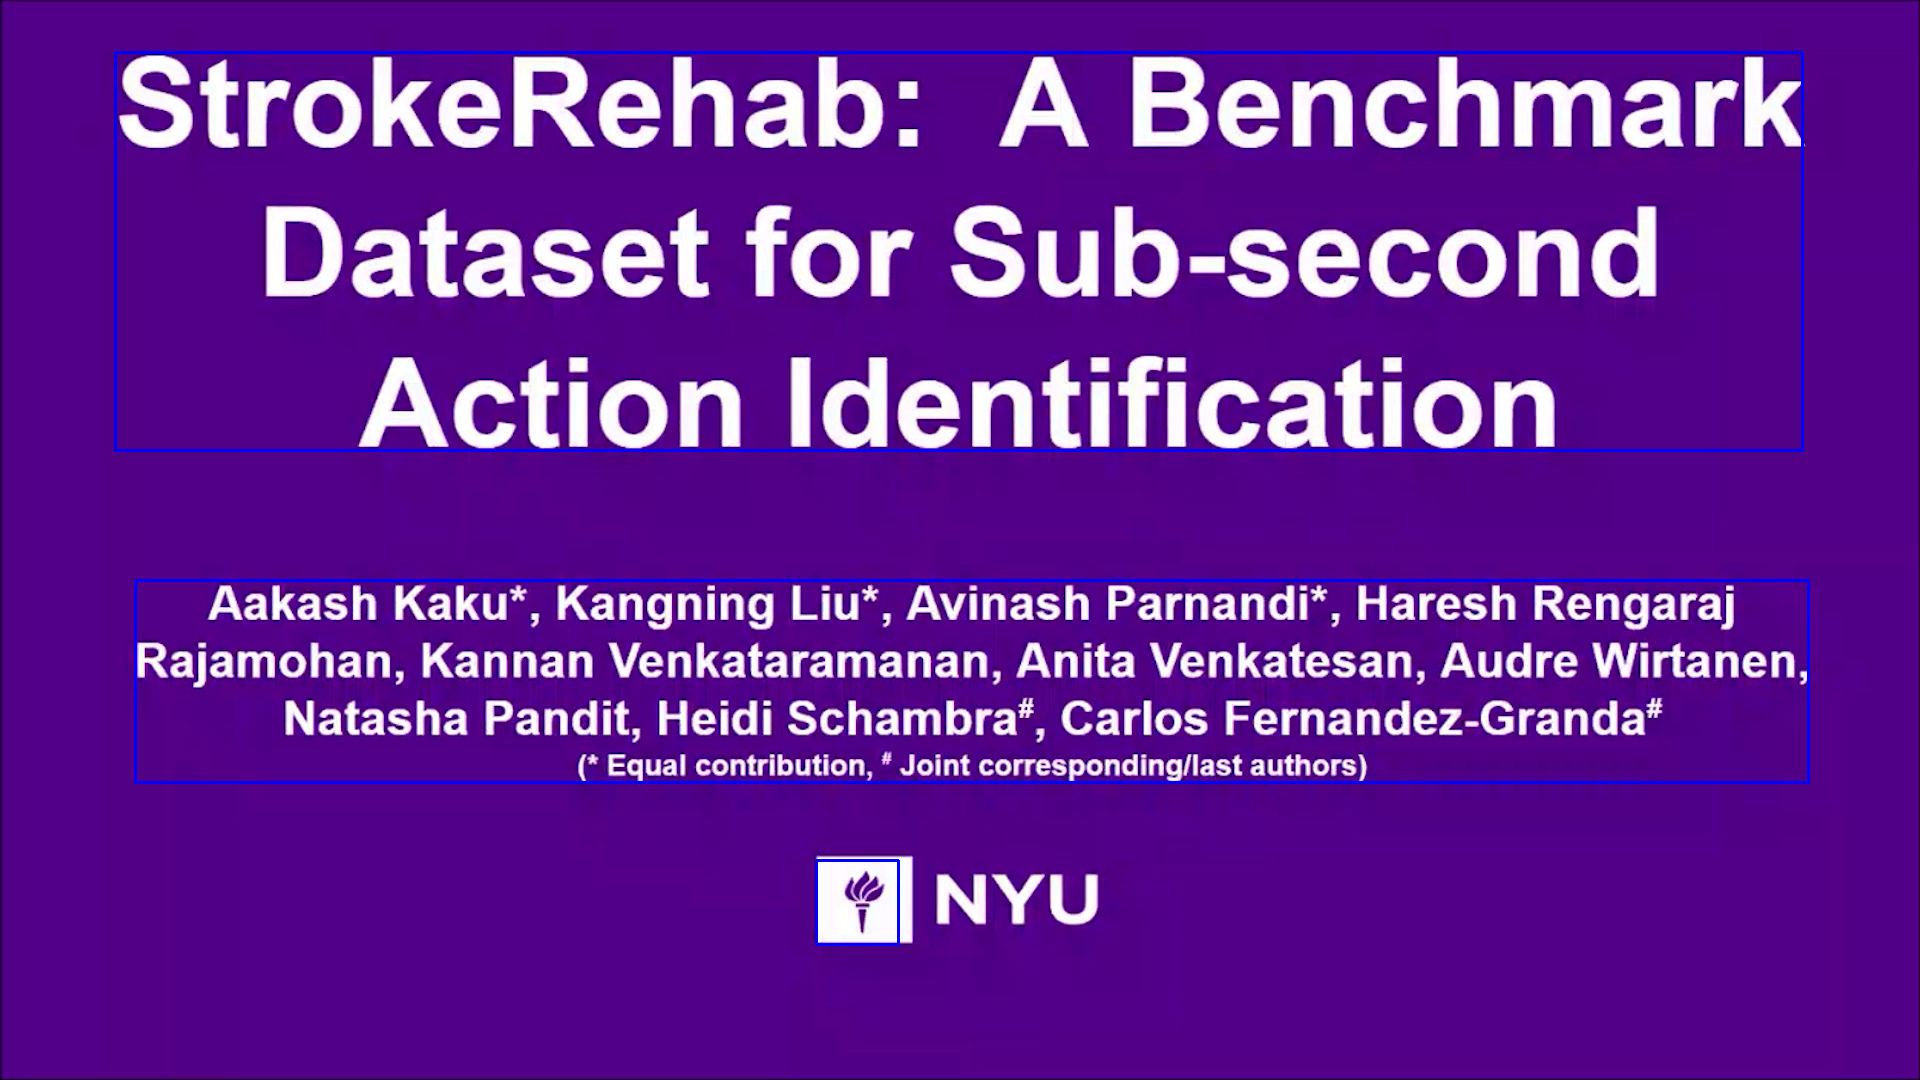 StrokeRehab: A Benchmark
Dataset for Sub-second
Action Identification
Aakash Kaku*, Kangning Liu*, Avinash Parnandi*, Haresh Rengaraj
Rajamohan, Kannan Venkataramanan, Anita Venkatesan, Audre Wirtanen,
Natasha Pandit, Heidi Schambra#, Carlos Fernandez-Granda#
(* Equal contribution, # Joint corresponding/last authors)
NYU